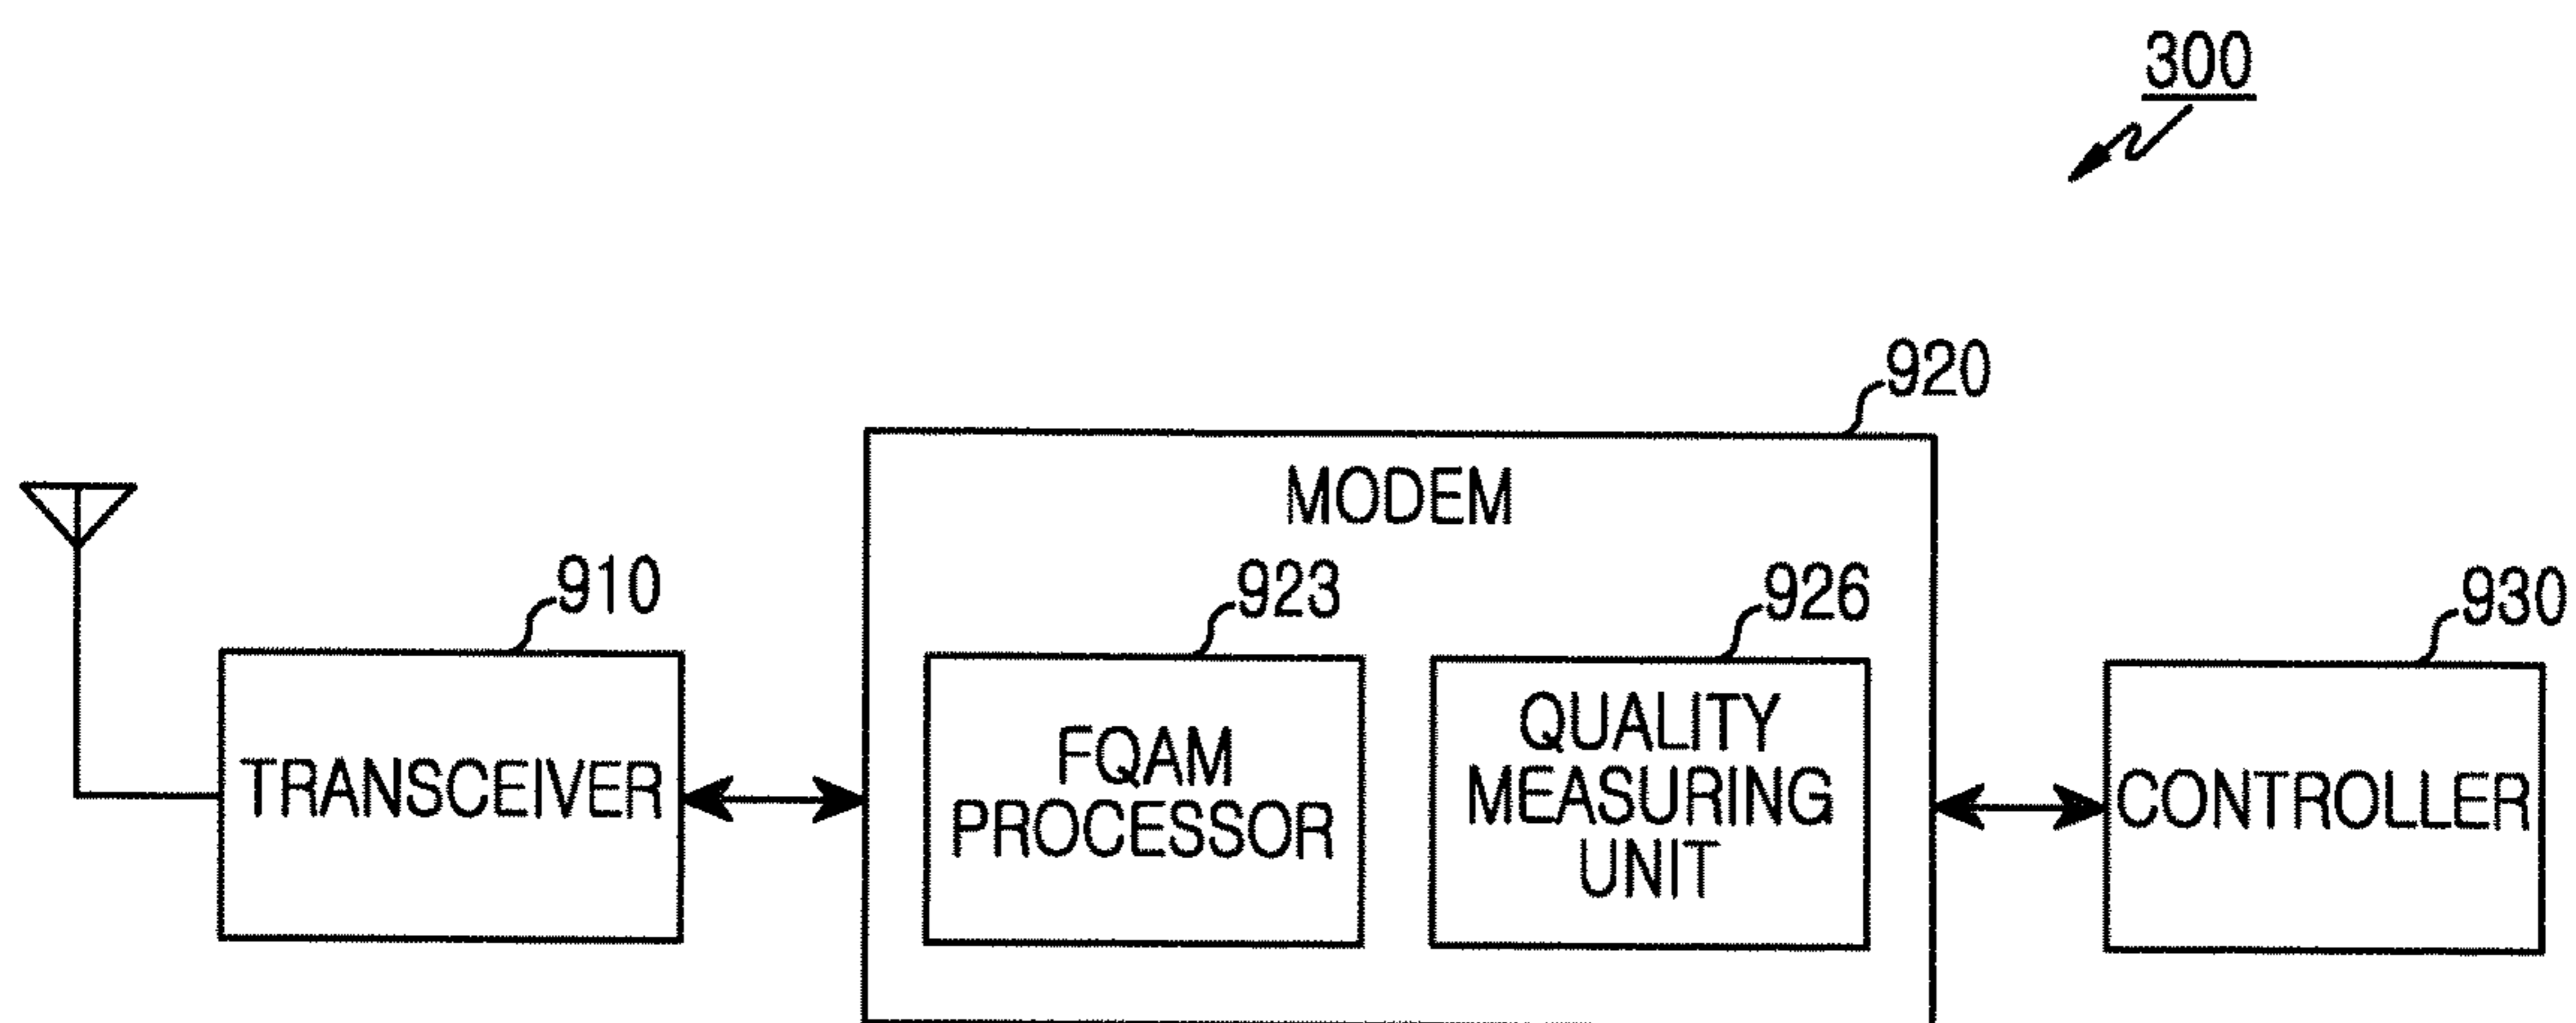 300
920
MODEM
910
923
926
930
TRANSCEIVER
FQAM
PROCESSOR
QUALITY
MEASURING
UNIT
CONTROLLER